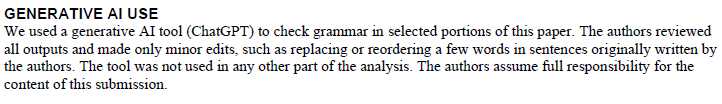 GENERATIVE AI USE
We used a generative AI tool (ChatGPT) to check grammar in selected portions of this paper. The authors reviewed
all outputs and made only minor edits, such as replacing or reordering a few words in sentences originally written by
the authors. The tool was not used in any other part of the analysis. The authors assume full responsibility for the
content of this submission.